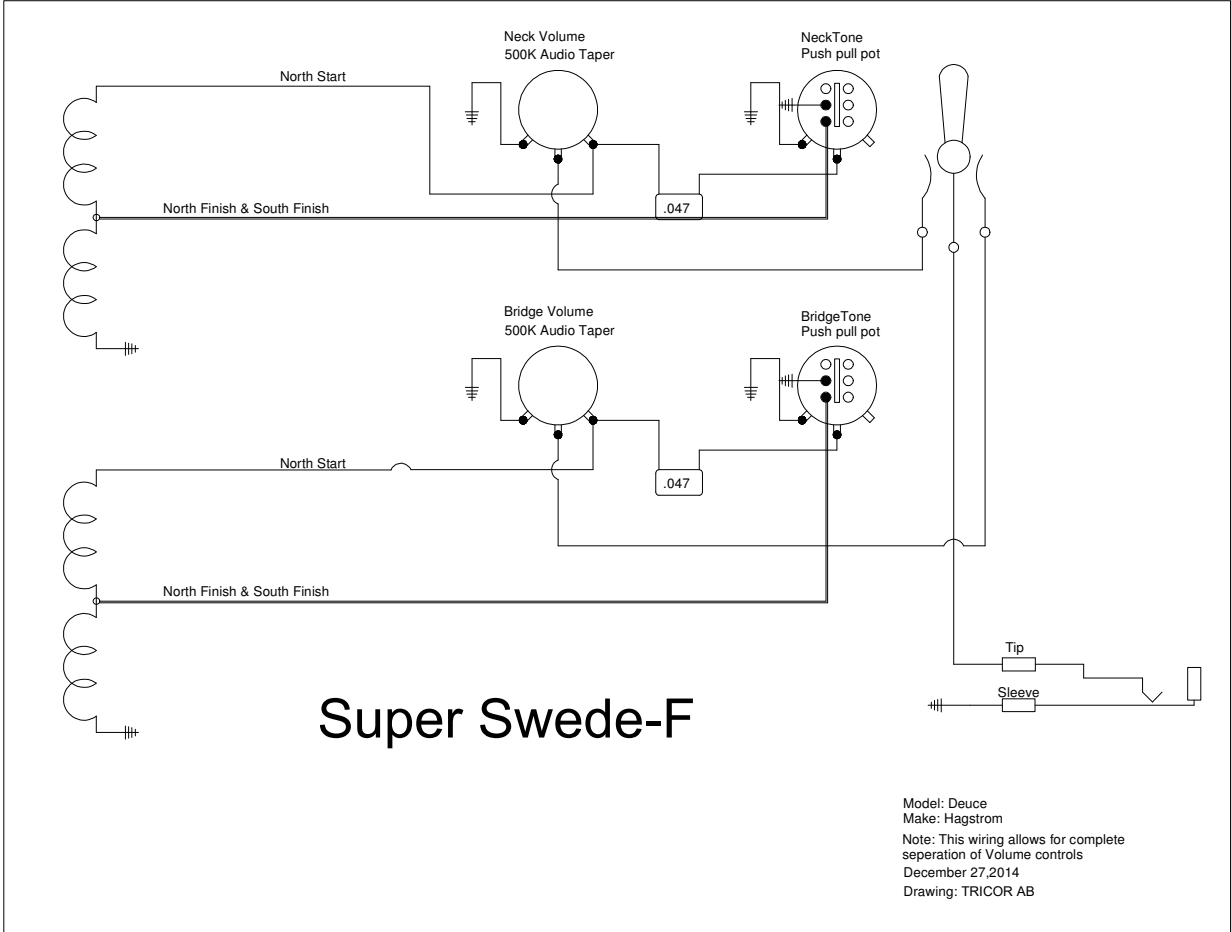 Neck Volume
500K Audio Taper
NeckTone
Push pull pot
North Start
North Finish & South Finish
.047
Bridge Volume
500K Audio Taper
BridgeTone
Push pull pot
North Start
.047
North Finish & South Finish
Tip
Sleeve
Super Swede-F
Model: Deuce
Make: Hagstrom
Note: This wiring allows for complete
seperation of Volume controls
December 27,2014
Drawing: TRICOR AB